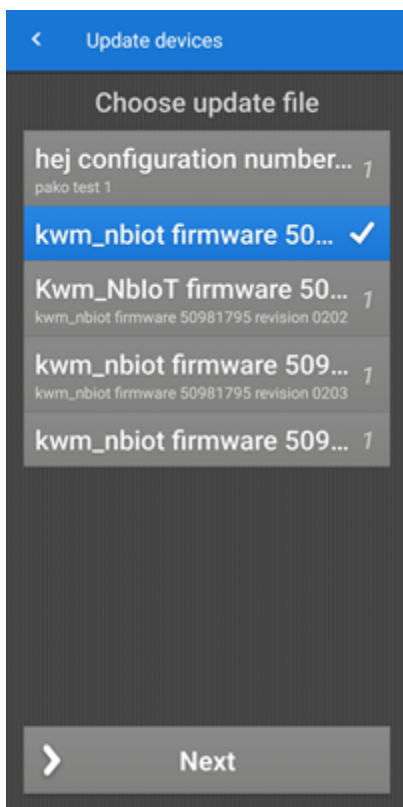 Update devices
Choose update file
hej configuration number... 1
pako test 1
kwm_nbiot firmware 50...
Kwm_NbIoT firmware 50... 1
kwm_nbiot firmware 50981795 revision 0202
kwm_nbiot firmware 509... 1
kwm_nbiot firmware 50981795 revision 0203
kwm_nbiot firmware 509... 1
Next